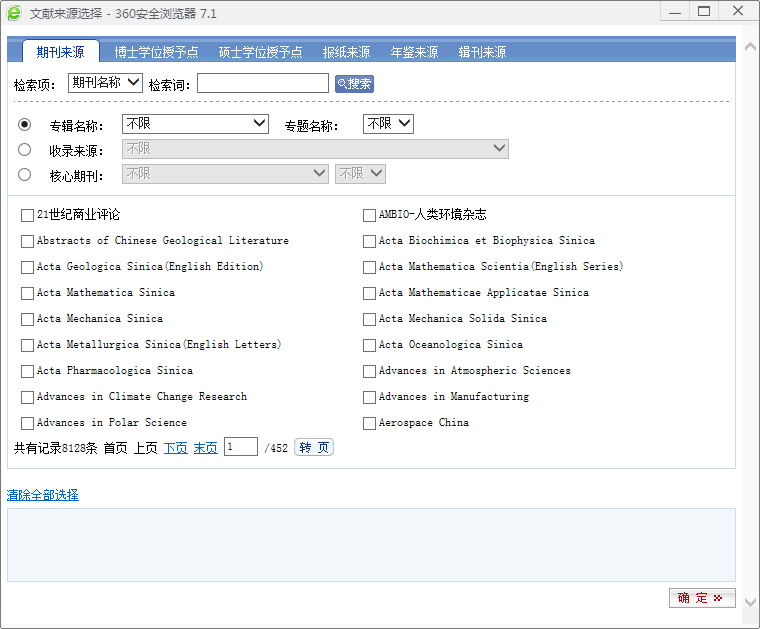 文献来源选择 - 360安全浏览器 7.1
期刊来源 博士学位授予点 硕士学位授予点 报纸来源 年鉴来源 辑刊来源
检索项： 期刊名称 检索词： 搜索
专辑名称： 不限 专题名称： 不限
收录来源： 不限
核心期刊： 不限 不限
21世纪商业评论 AMBIO-人类环境杂志
Abstracts of Chinese Geological Literature Acta Biochimica et Biophysica Sinica
Acta Geologica Sinica(English Edition) Acta Mathematica Scientia(English Series)
Acta Mathematica Sinica Acta Mathematicae Applicatae Sinica
Acta Mechanica Sinica Acta Mechanica Solida Sinica
Acta Metallurgica Sinica(English Letters) Acta Oceanologica Sinica
Acta Pharmacologica Sinica Advances in Atmospheric Sciences
Advances in Climate Change Research Advances in Manufacturing
Advances in Polar Science Aerospace China
共有记录8128条 首页 上页 下页 末页 1 /452 转 页
清除全部选择
确 定 »